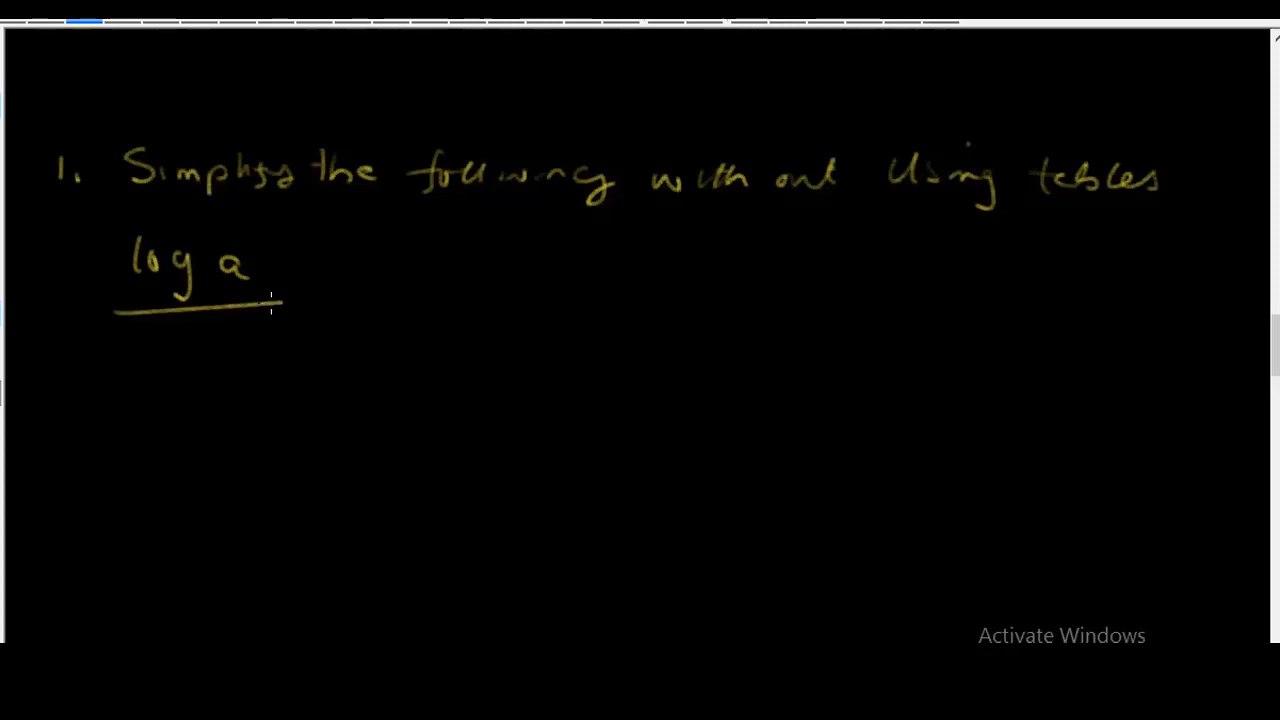 1. Simplify the following with out Using tables
log a
Activate Windows